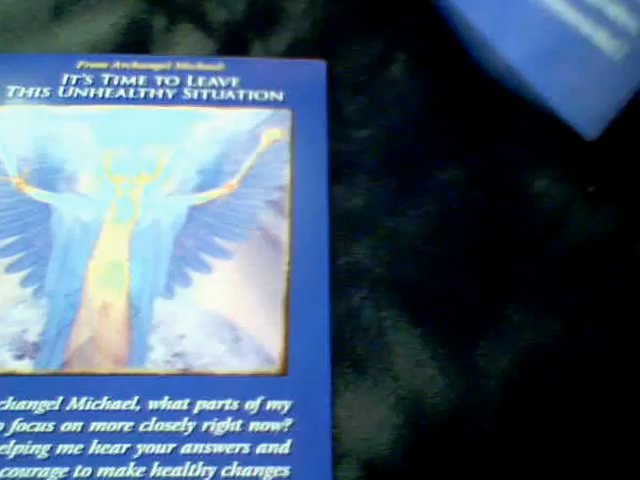 From Archangel Michael:
IT'S TIME TO LEAVE
THIS UNHEALTHY SITUATION
changel Michael, what parts of my
o focus on more closely right now?
elping me hear your answers and
courage to make healthy changes